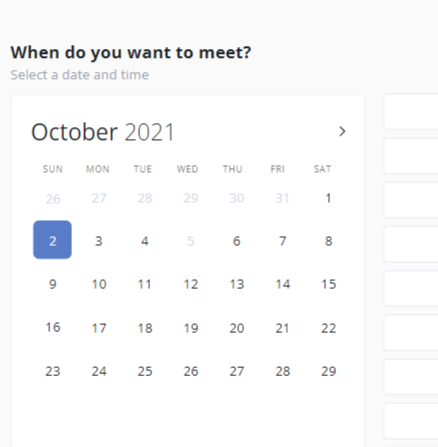 When do you want to meet?
Select a date and time
October 2021 >
SUN MON TUE WED THU FRI SAT
26 27 28 29 30 31 1
2 3 4 5 6 7 8
9 10 11 12 13 14 15
16 17 18 19 20 21 22
23 24 25 26 27 28 29